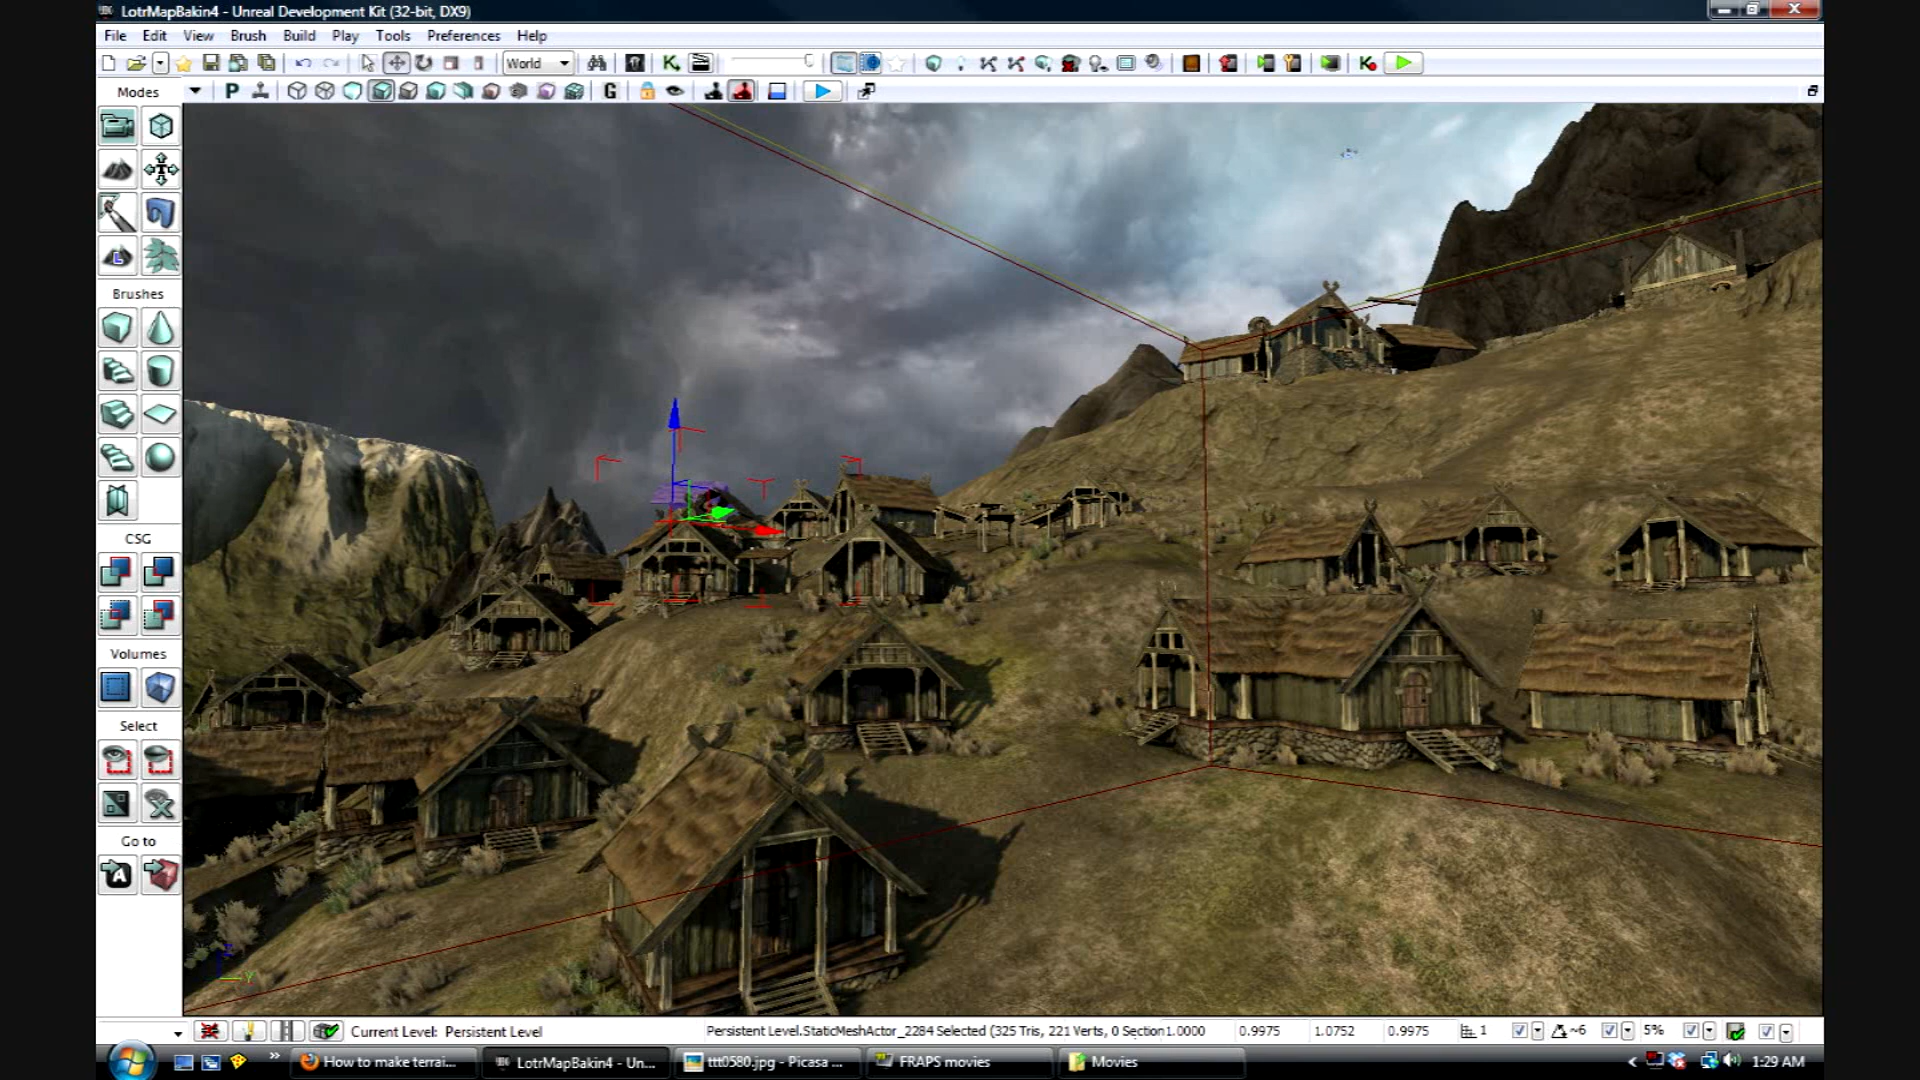 LotrMapBakin4 - Unreal Development Kit (32-bit, DX9)
File Edit View Brush Build Play Tools Preferences Help
World
Modes
P
G
Brushes
CSG
Volumes
Select
Go to
A
Current Level: Persistent Level
Persistent Level.StaticMeshActor_2284 Selected (325 Tris, 221 Verts, 0 Section
1.0000 0.9975 1.0752 0.9975
1
~6
5%
How to make terrai...
LotrMapBakin4 - Un...
ttt0580.jpg - Picasa ...
FRAPS movies
Movies
1:29 AM